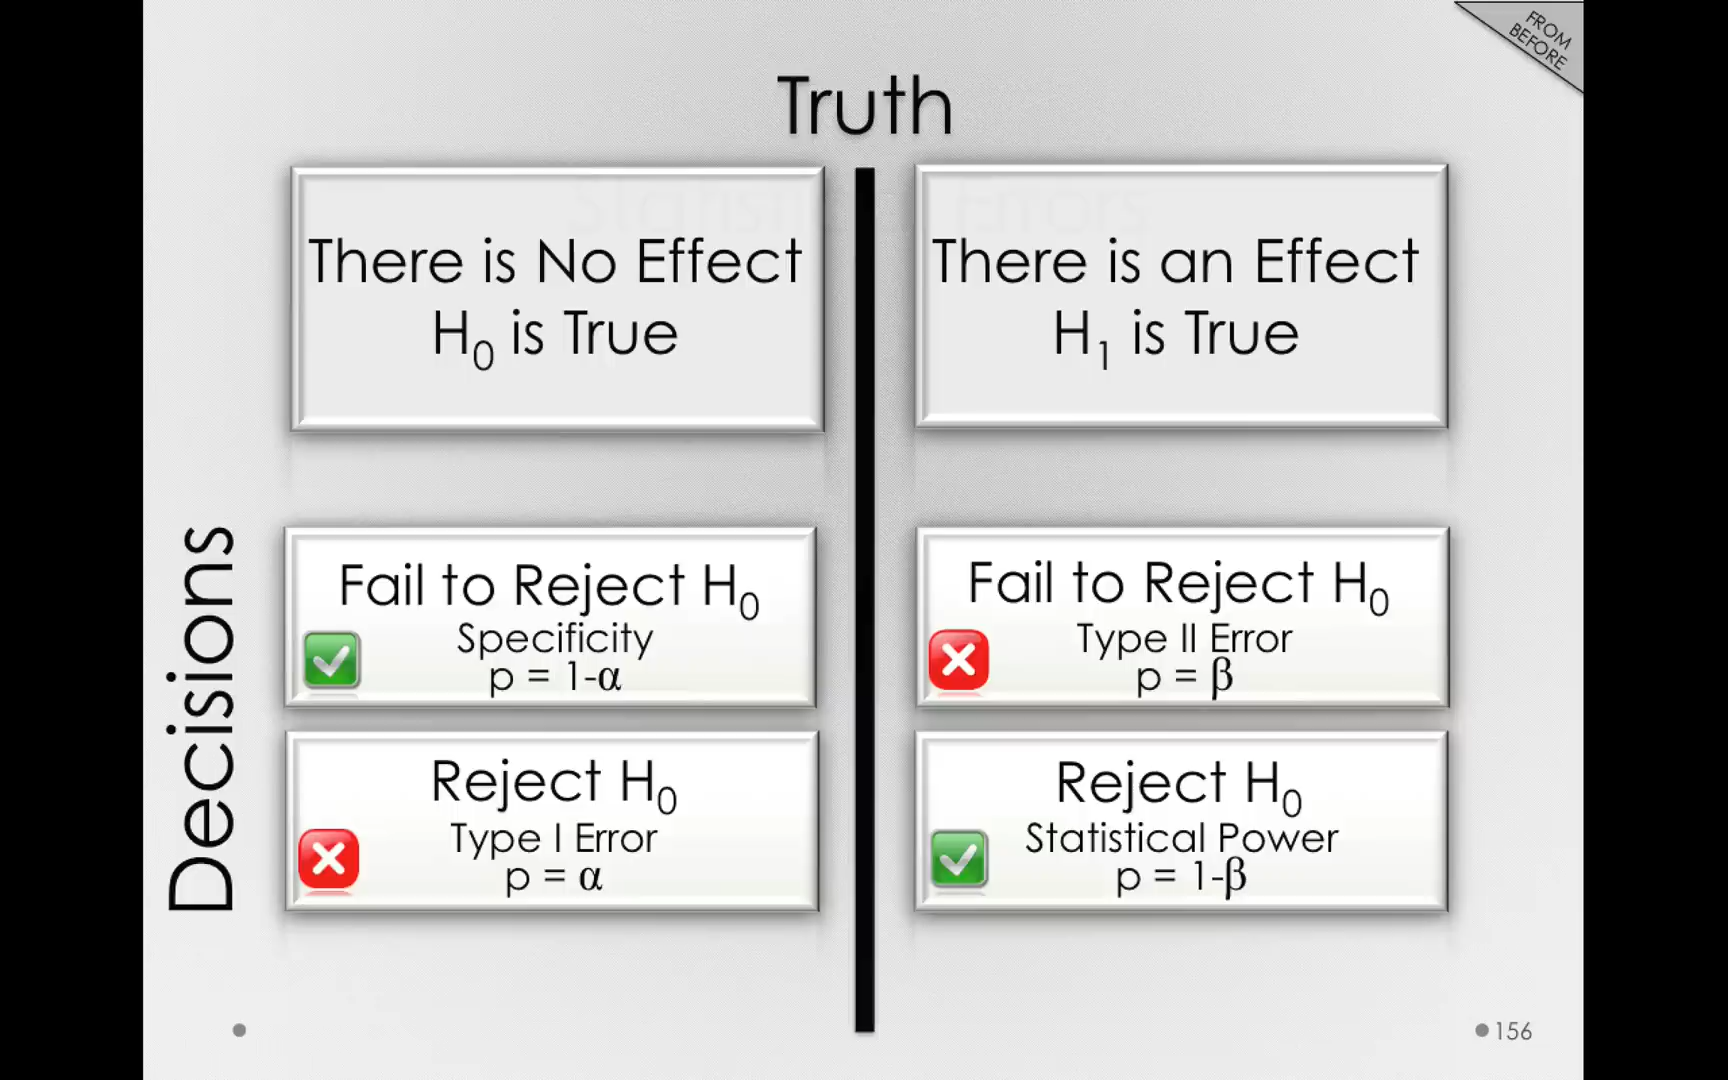 FROM
BEFORE
Truth
Statistical Errors
There is No Effect
H₀ is True
There is an Effect
H₁ is True
Decisions
Fail to Reject H₀
Specificity
p = 1-α
Fail to Reject H₀
Type II Error
p = β
Reject H₀
Type I Error
p = α
Reject H₀
Statistical Power
p = 1-β
156